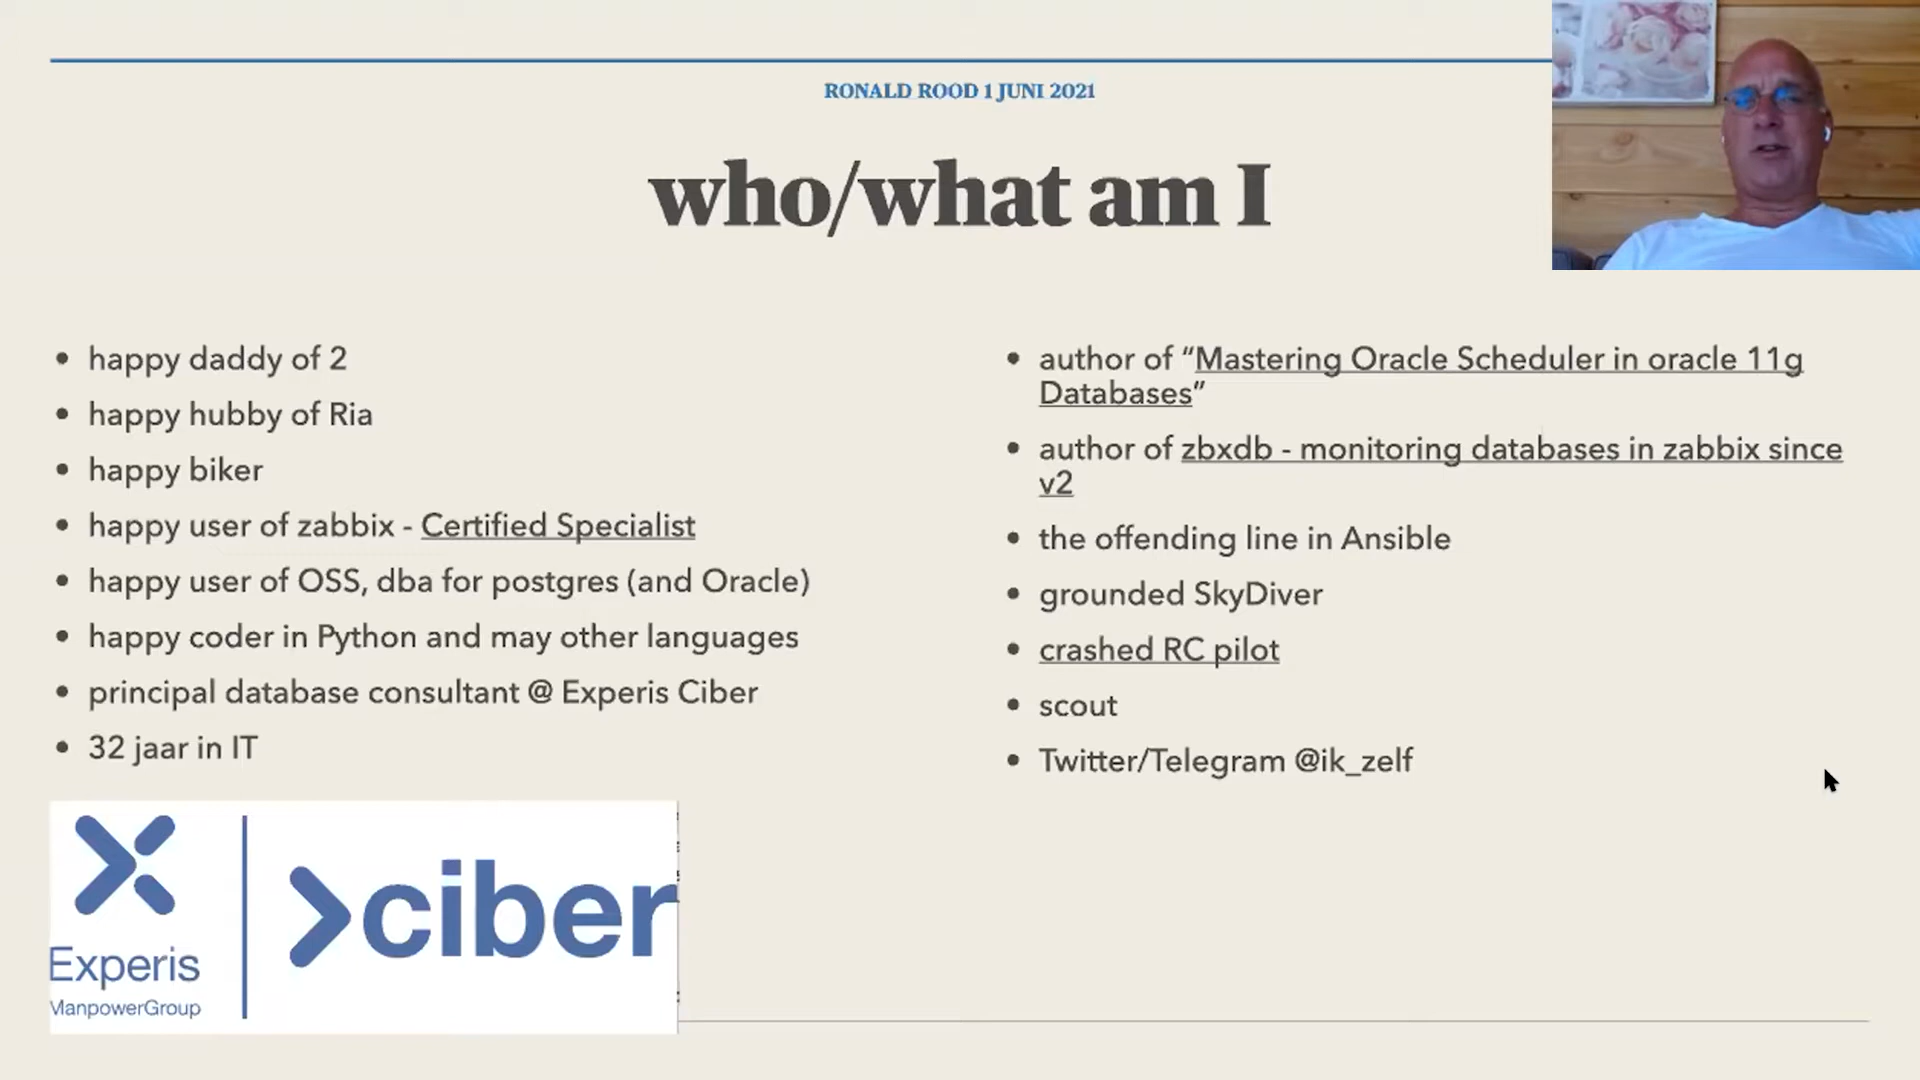 RONALD ROOD 1 JUNI 2021
who/what am I
• happy daddy of 2
• happy hubby of Ria
• happy biker
• happy user of zabbix - Certified Specialist
• happy user of OSS, dba for postgres (and Oracle)
• happy coder in Python and may other languages
• principal database consultant @ Experis Ciber
• 32 jaar in IT
• author of “Mastering Oracle Scheduler in oracle 11g
Databases”
• author of zbxdb - monitoring databases in zabbix since
v2
• the offending line in Ansible
• grounded SkyDiver
• crashed RC pilot
• scout
• Twitter/Telegram @ik_zelf
Experis
ManpowerGroup
ciber